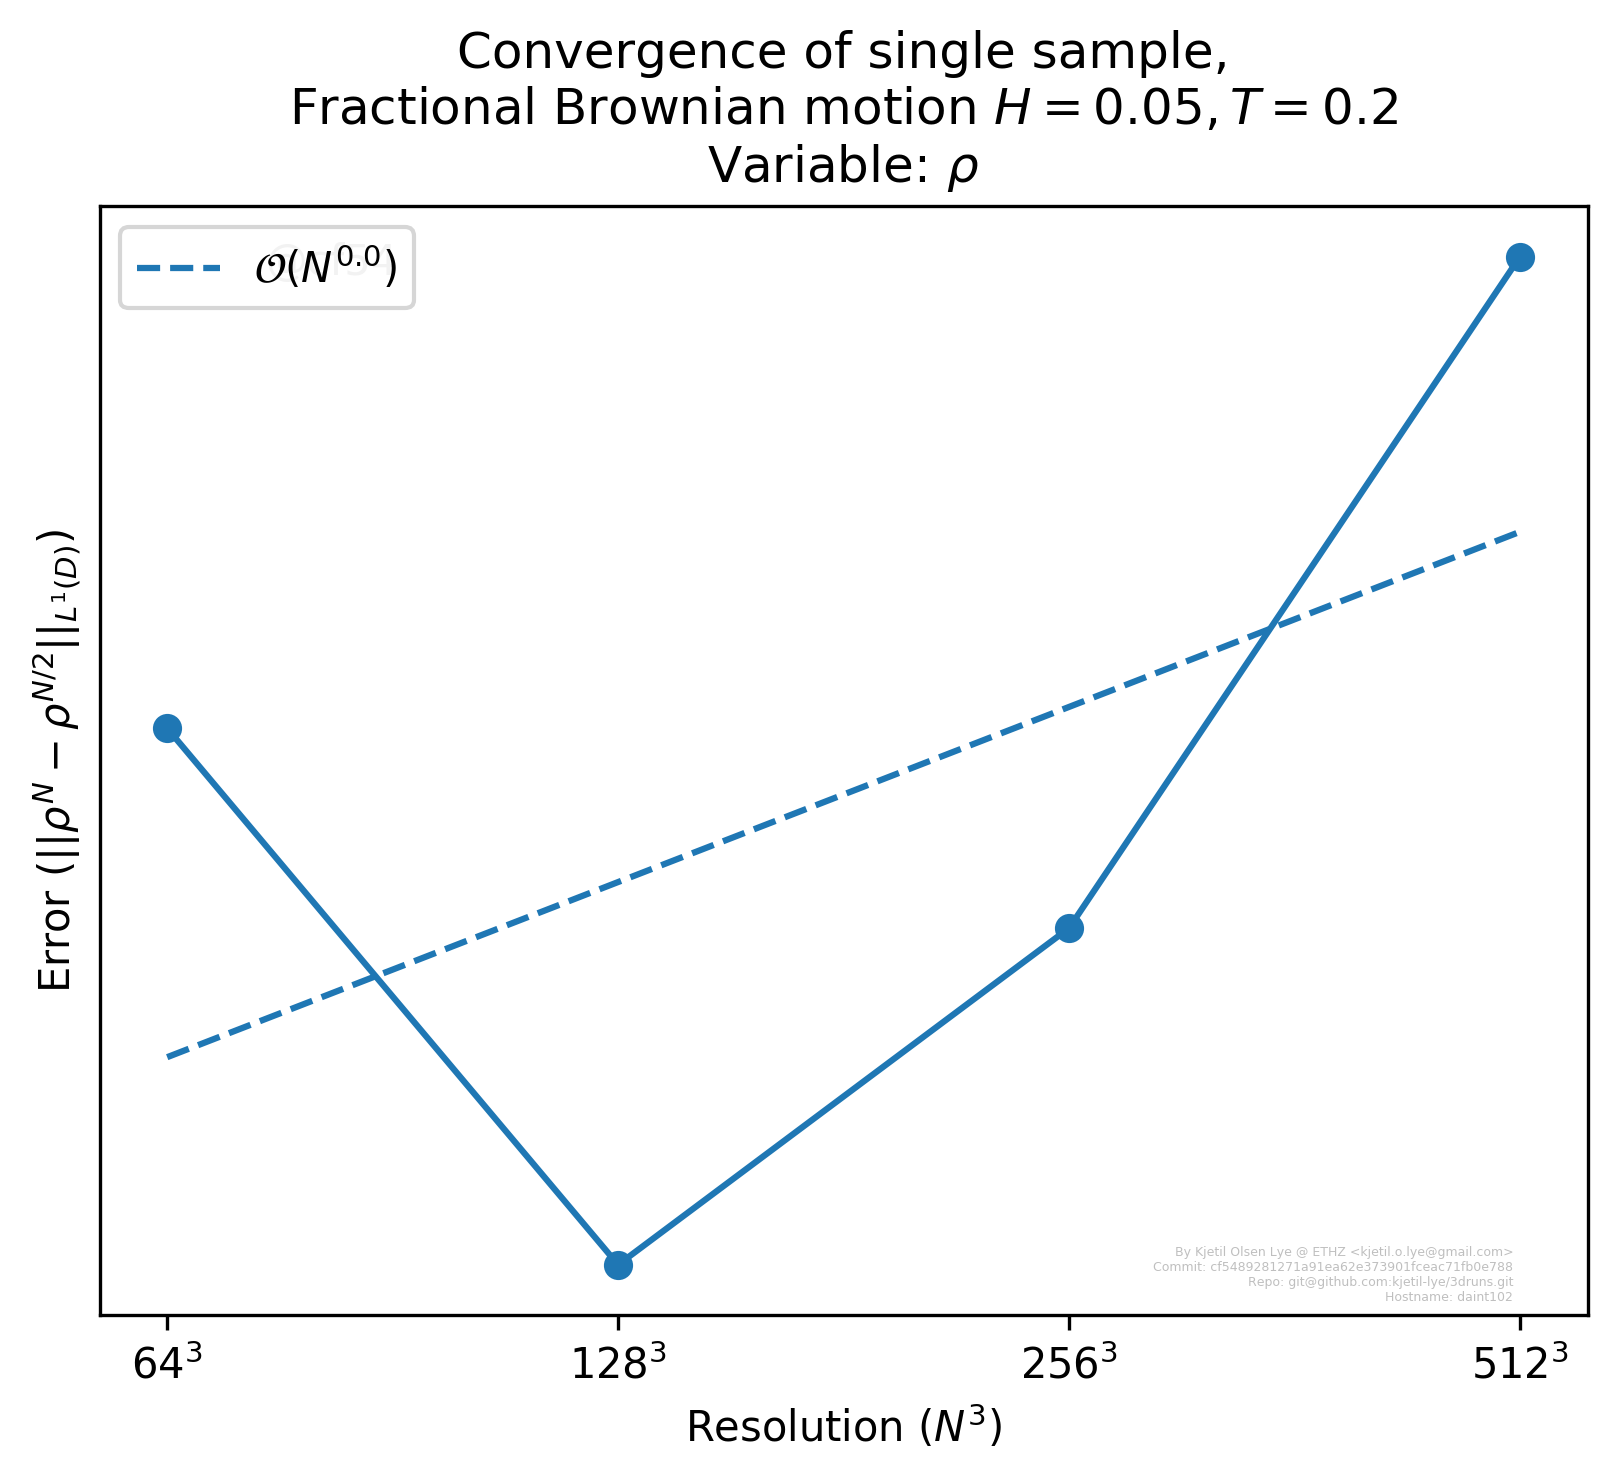 Convergence of single sample,
Fractional Brownian motion H = 0.05, T = 0.2
Variable: ρ
𝒪(N^0.0)
Error (||ρ^N − ρ^{N/2}||_{L^1(D)})
64^3
128^3
256^3
512^3
Resolution (N^3)
By Kjetil Olsen Lye @ ETHZ <kjetil.o.lye@gmail.com>
Commit: cf5489281271a91ea62e373901fceac71fb0e788
Repo: git@github.com:kjetil-lye/3druns.git
Hostname: daint102